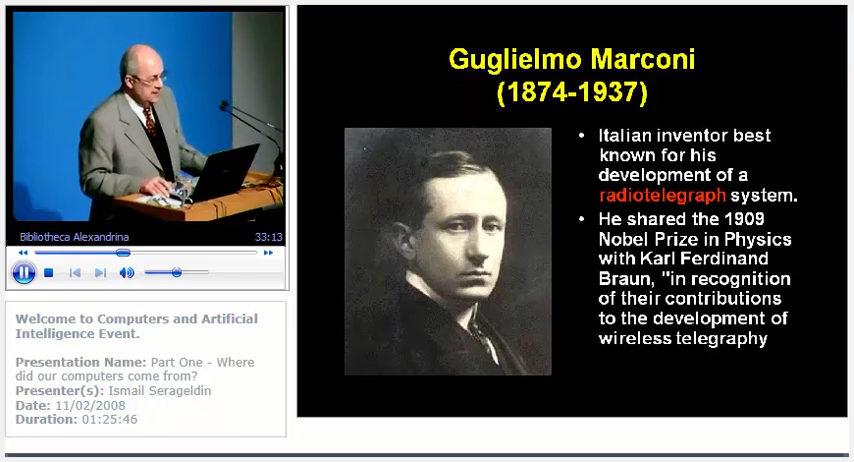 Bibliotheca Alexandrina 33:13
Welcome to Computers and Artificial
Intelligence Event.
Presentation Name: Part One - Where
did our computers come from?
Presenter(s): Ismail Serageldin
Date: 11/02/2008
Duration: 01:25:46
Guglielmo Marconi
(1874-1937)
• Italian inventor best
known for his
development of a
radiotelegraph system.
• He shared the 1909
Nobel Prize in Physics
with Karl Ferdinand
Braun, "in recognition
of their contributions
to the development of
wireless telegraphy